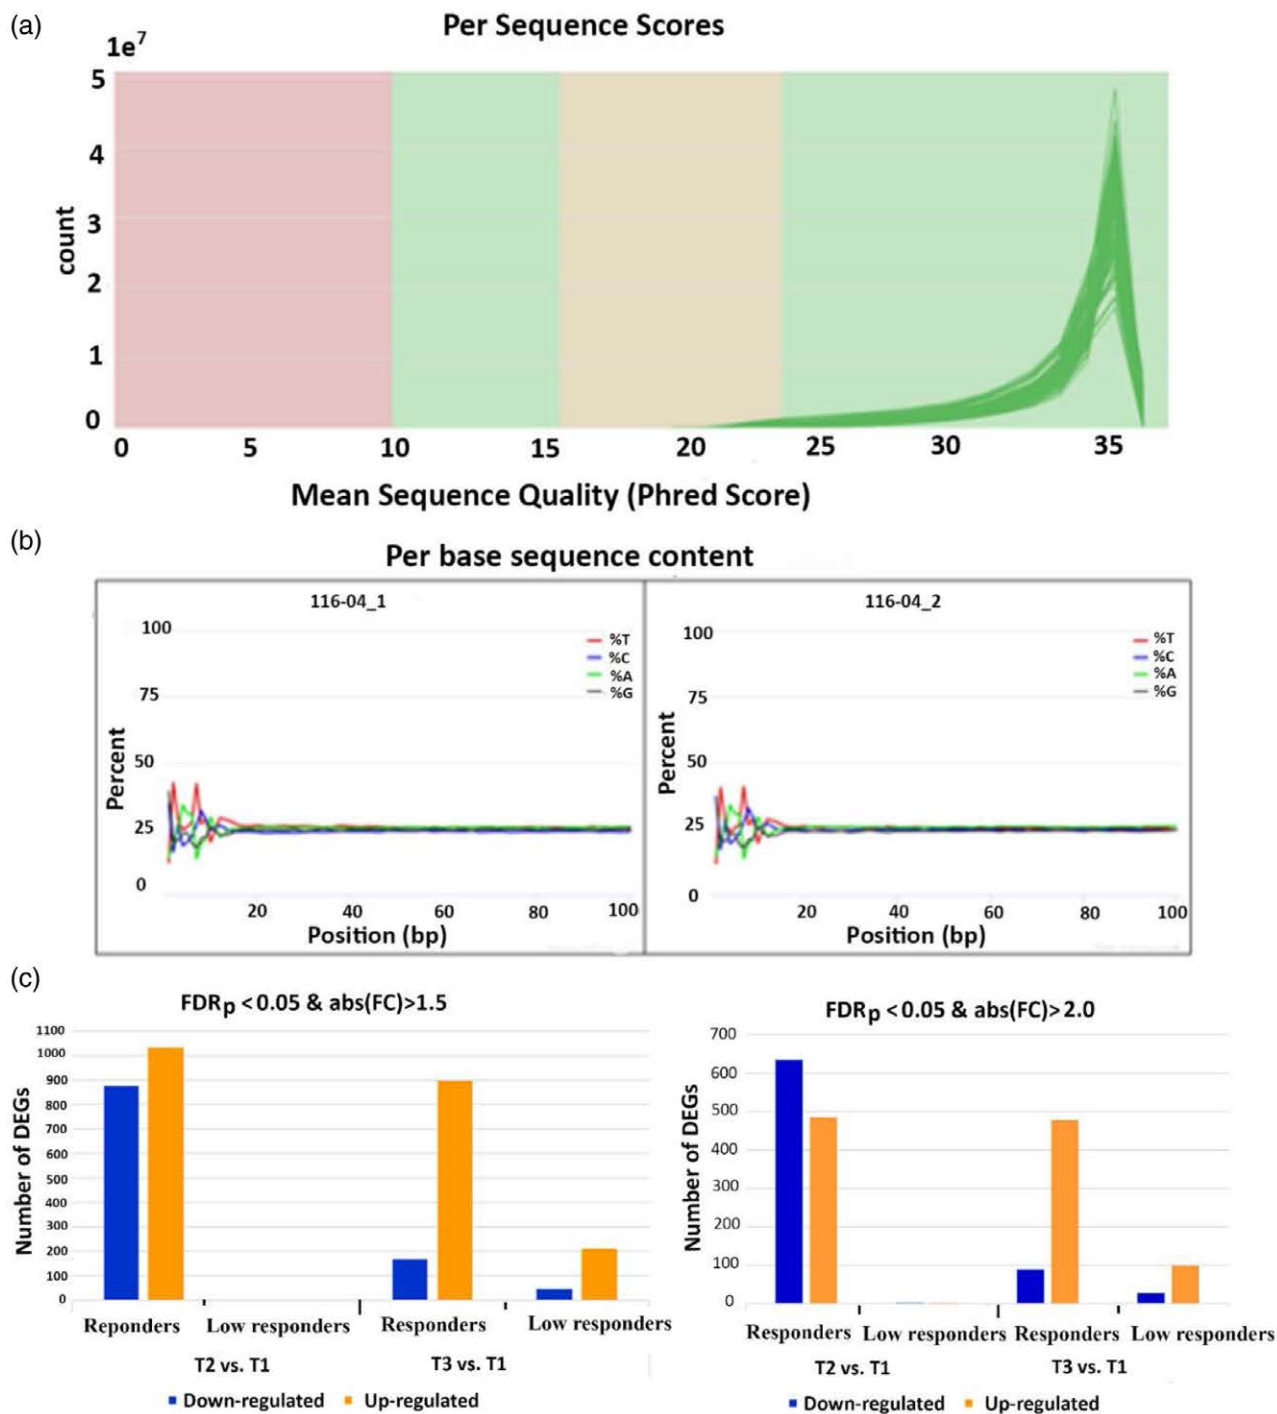 (a)
Per Sequence Scores
1e7
5
4
3
2
1
0
count
0 5 10 15 20 25 30 35
Mean Sequence Quality (Phred Score)
(b)
Per base sequence content
116-04_1
100
75
50
25
0
Percent
%T
%C
%A
%G
20 40 60 80 100
Position (bp)
116-04_2
100
75
50
25
0
Percent
%T
%C
%A
%G
20 40 60 80 100
Position (bp)
(c)
FDRp <0.05 & abs(FC)>1.5
1100
1000
900
800
700
600
500
400
300
200
100
0
Number of DEGs
Reponders Low responders Responders Low responders
T2 vs. T1 T3 vs. T1
Down-regulated Up-regulated
FDRp <0.05 & abs(FC)>2.0
700
600
500
400
300
200
100
0
Number of DEGs
Responders Low responders Responders Low responders
T2 vs. T1 T3 vs. T1
Down-regulated Up-regulated